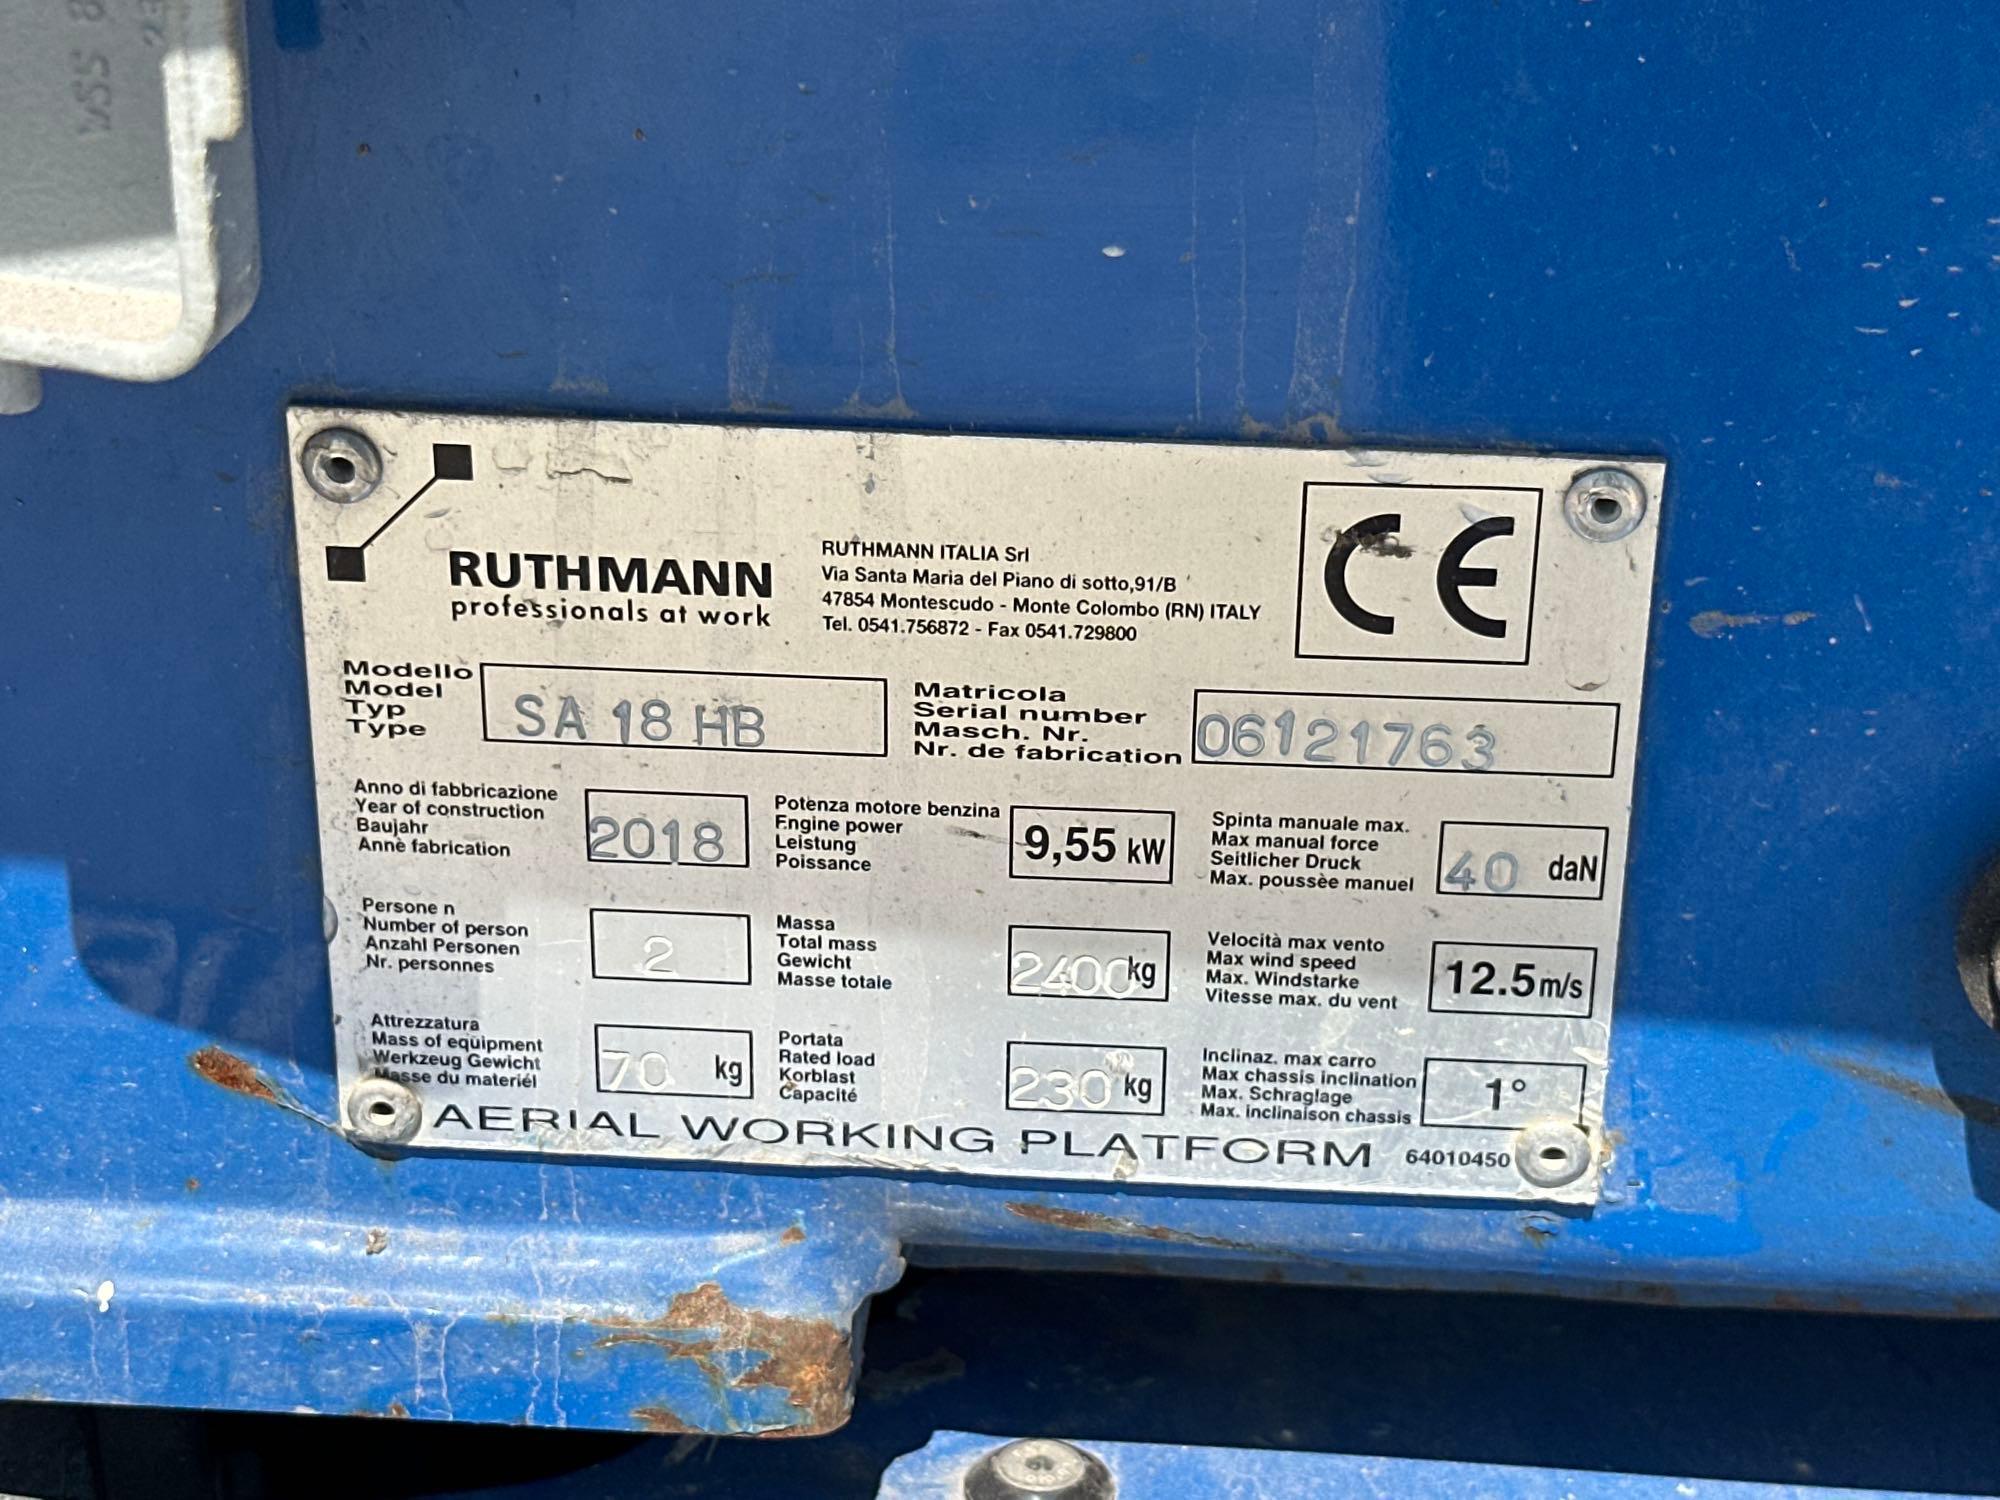 VSS 8
RUTHMANN
professionals at work
RUTHMANN ITALIA Srl
Via Santa Maria del Piano di sotto,91/B
47854 Montescudo - Monte Colombo (RN) ITALY
Tel. 0541.756872 - Fax 0541.729800
CE
Modello
Model
Typ
Type
SA 18 HB
Matricola
Serial number
Masch. Nr.
Nr. de fabrication
06121763
Anno di fabbricazione
Year of construction
Baujahr
Annè fabrication
2018
Potenza motore benzina
Engine power
Leistung
Poissance
9,55 kW
Spinta manuale max.
Max manual force
Seitlicher Druck
Max. poussèe manuel
40 daN
Persone n
Number of person
Anzahl Personen
Nr. personnes
2
Massa
Total mass
Gewicht
Masse totale
2400 kg
Velocità max vento
Max wind speed
Max. Windstarke
Vitesse max. du vent
12.5 m/s
Attrezzatura
Mass of equipment
Werkzeug Gewicht
Masse du materiél
70 kg
Portata
Rated load
Korblast
Capacité
230 kg
Inclinaz. max carro
Max chassis inclination
Max. Schraglage
Max. inclinaison chassis
1°
AERIAL WORKING PLATFORM
64010450